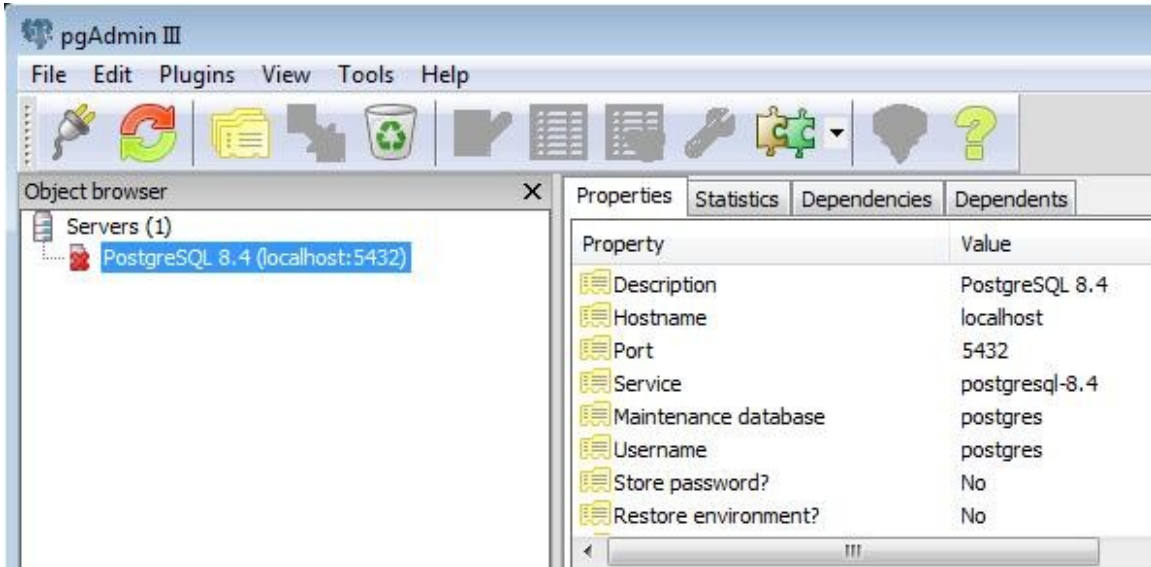 pgAdmin III
File Edit Plugins View Tools Help
Object browser X
Servers (1)
PostgreSQL 8.4 (localhost:5432)
Properties Statistics Dependencies Dependents
Property Value
Description PostgreSQL 8.4
Hostname localhost
Port 5432
Service postgresql-8.4
Maintenance database postgres
Username postgres
Store password? No
Restore environment? No